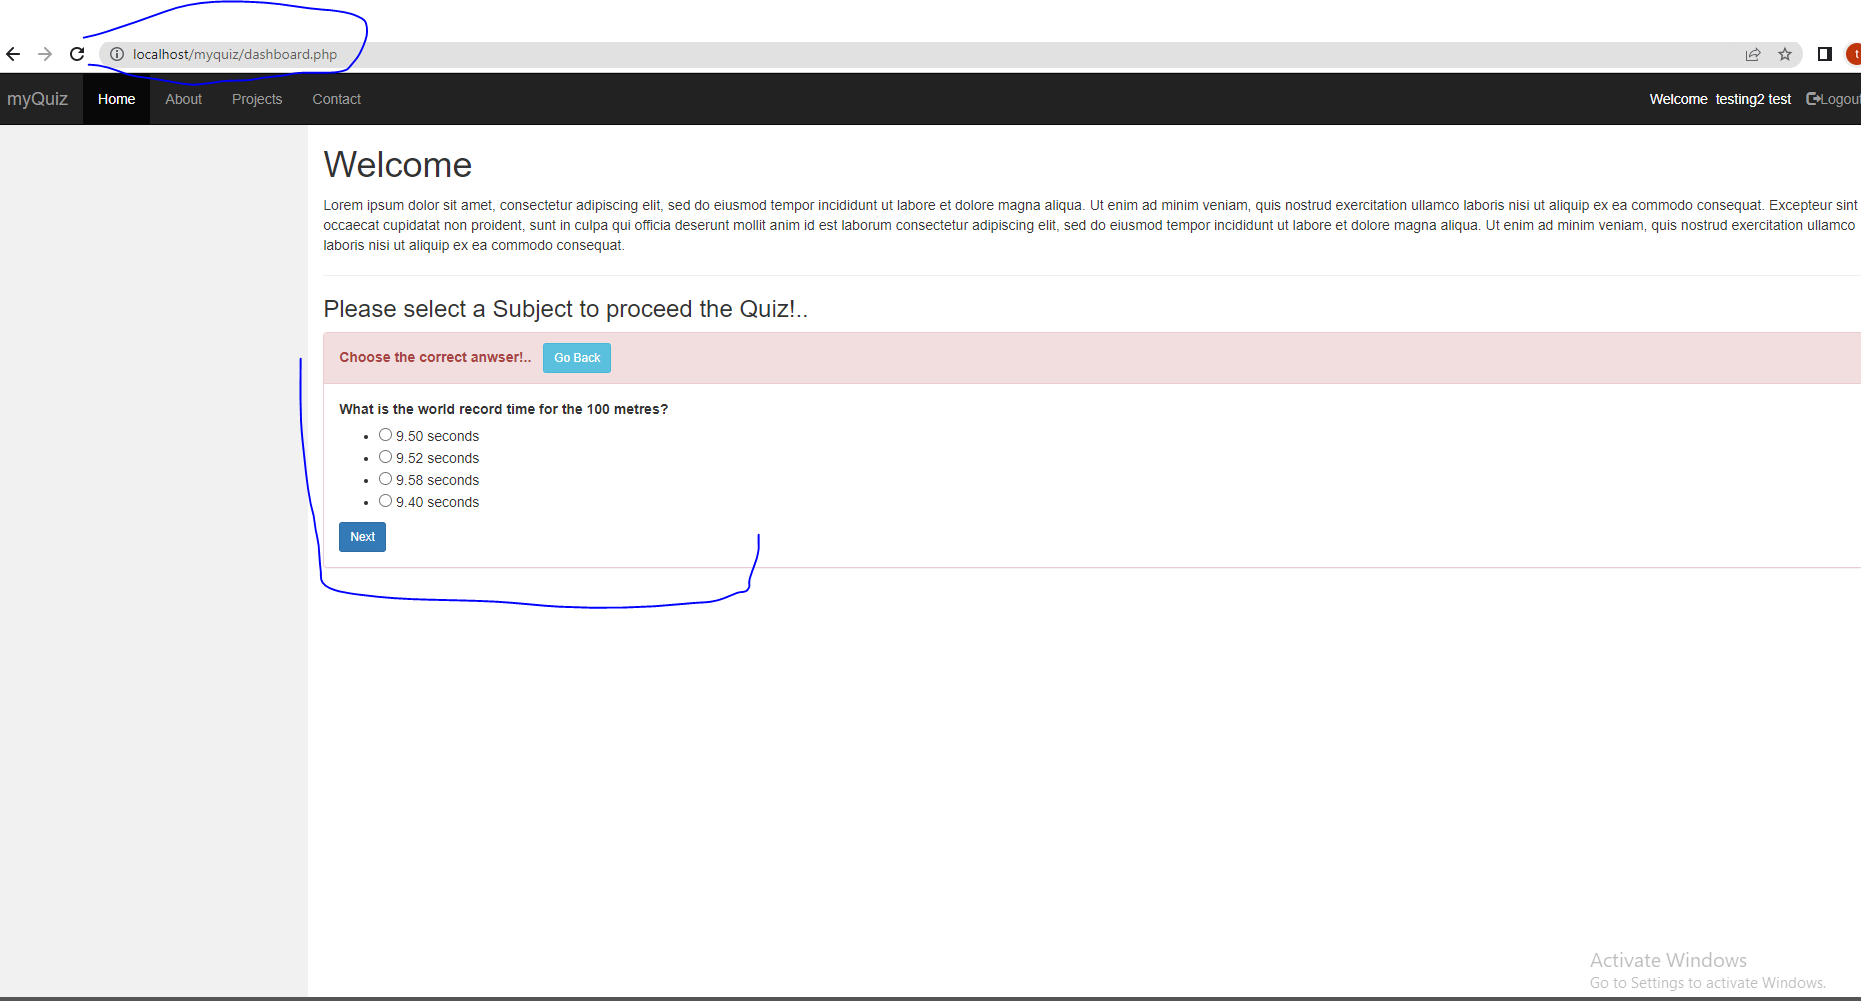 localhost/myquiz/dashboard.php
t
myQuiz Home About Projects Contact Welcome testing2 test Logou
Welcome
Lorem ipsum dolor sit amet, consectetur adipiscing elit, sed do eiusmod tempor incididunt ut labore et dolore magna aliqua. Ut enim ad minim veniam, quis nostrud exercitation ullamco laboris nisi ut aliquip ex ea commodo consequat. Excepteur sint
occaecat cupidatat non proident, sunt in culpa qui officia deserunt mollit anim id est laborum consectetur adipiscing elit, sed do eiusmod tempor incididunt ut labore et dolore magna aliqua. Ut enim ad minim veniam, quis nostrud exercitation ullamco
laboris nisi ut aliquip ex ea commodo consequat.
Please select a Subject to proceed the Quiz!..
Choose the correct anwser!.. Go Back
What is the world record time for the 100 metres?
9.50 seconds
9.52 seconds
9.58 seconds
9.40 seconds
Next
Activate Windows
Go to Settings to activate Windows.